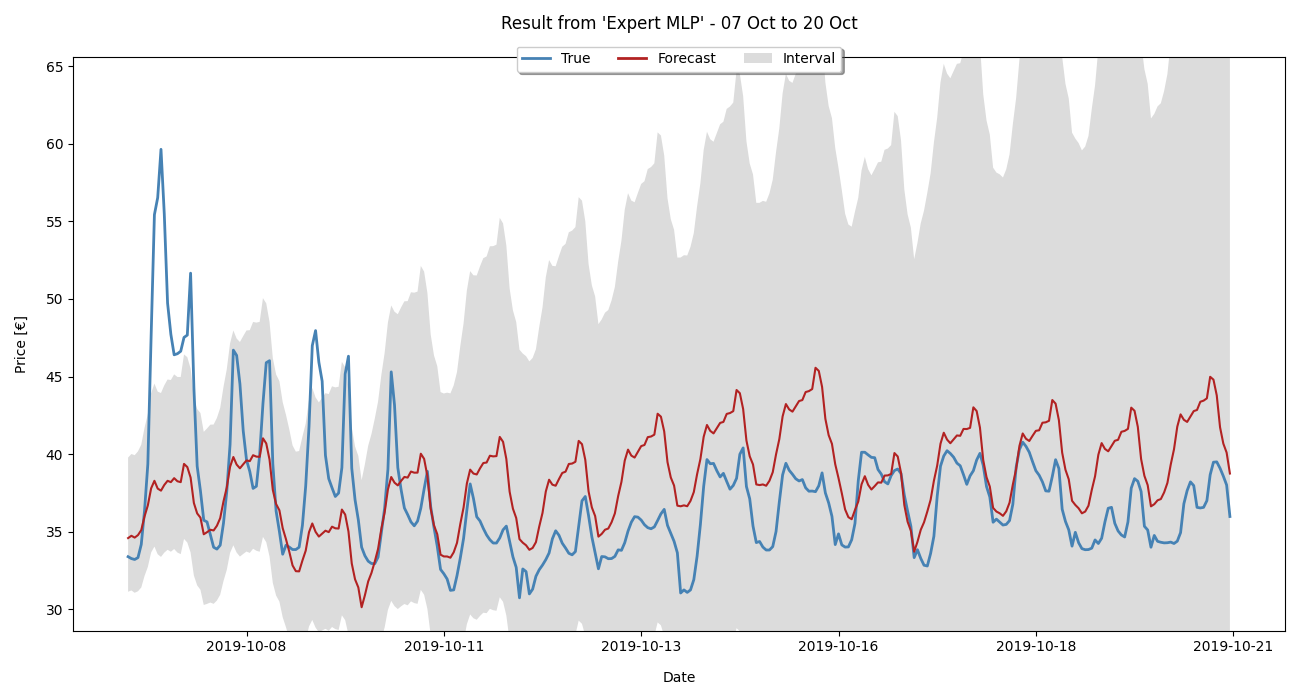 Result from 'Expert MLP' - 07 Oct to 20 Oct
True Forecast Interval
65
60
55
50
45
40
35
30
Price [€]
2019-10-08 2019-10-11 2019-10-13 2019-10-16 2019-10-18 2019-10-21
Date